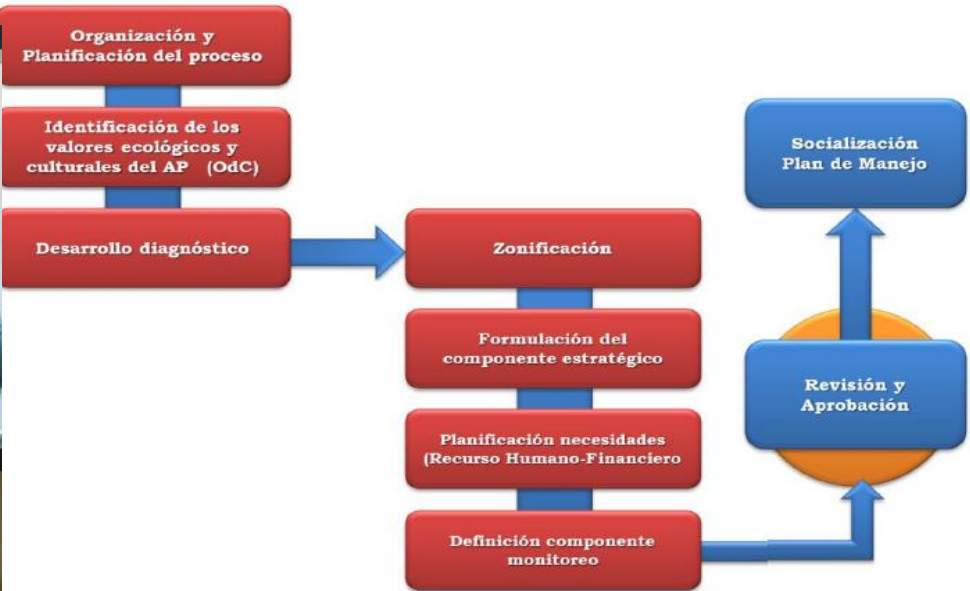 Organización y
Planificación del proceso
Identificación de los
valores ecológicos y
culturales del AP (OdC)
Desarrollo diagnóstico
Zonificación
Formulación del
componente estratégico
Planificación necesidades
(Recurso Humano-Financiero
Definición componente
monitoreo
Revisión y
Aprobación
Socialización
Plan de Manejo